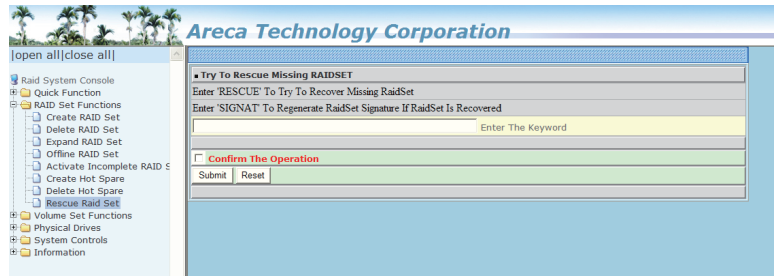 Areca Technology Corporation
|open all|close all|
Raid System Console
Quick Function
RAID Set Functions
Create RAID Set
Delete RAID Set
Expand RAID Set
Offline RAID Set
Activate Incomplete RAID S
Create Hot Spare
Delete Hot Spare
Rescue Raid Set
Volume Set Functions
Physical Drives
System Controls
Information
Try To Rescue Missing RAIDSET
Enter 'RESCUE' To Try To Recover Missing RaidSet
Enter 'SIGNAT' To Regenerate RaidSet Signature If RaidSet Is Recovered
Enter The Keyword
Confirm The Operation
Submit Reset